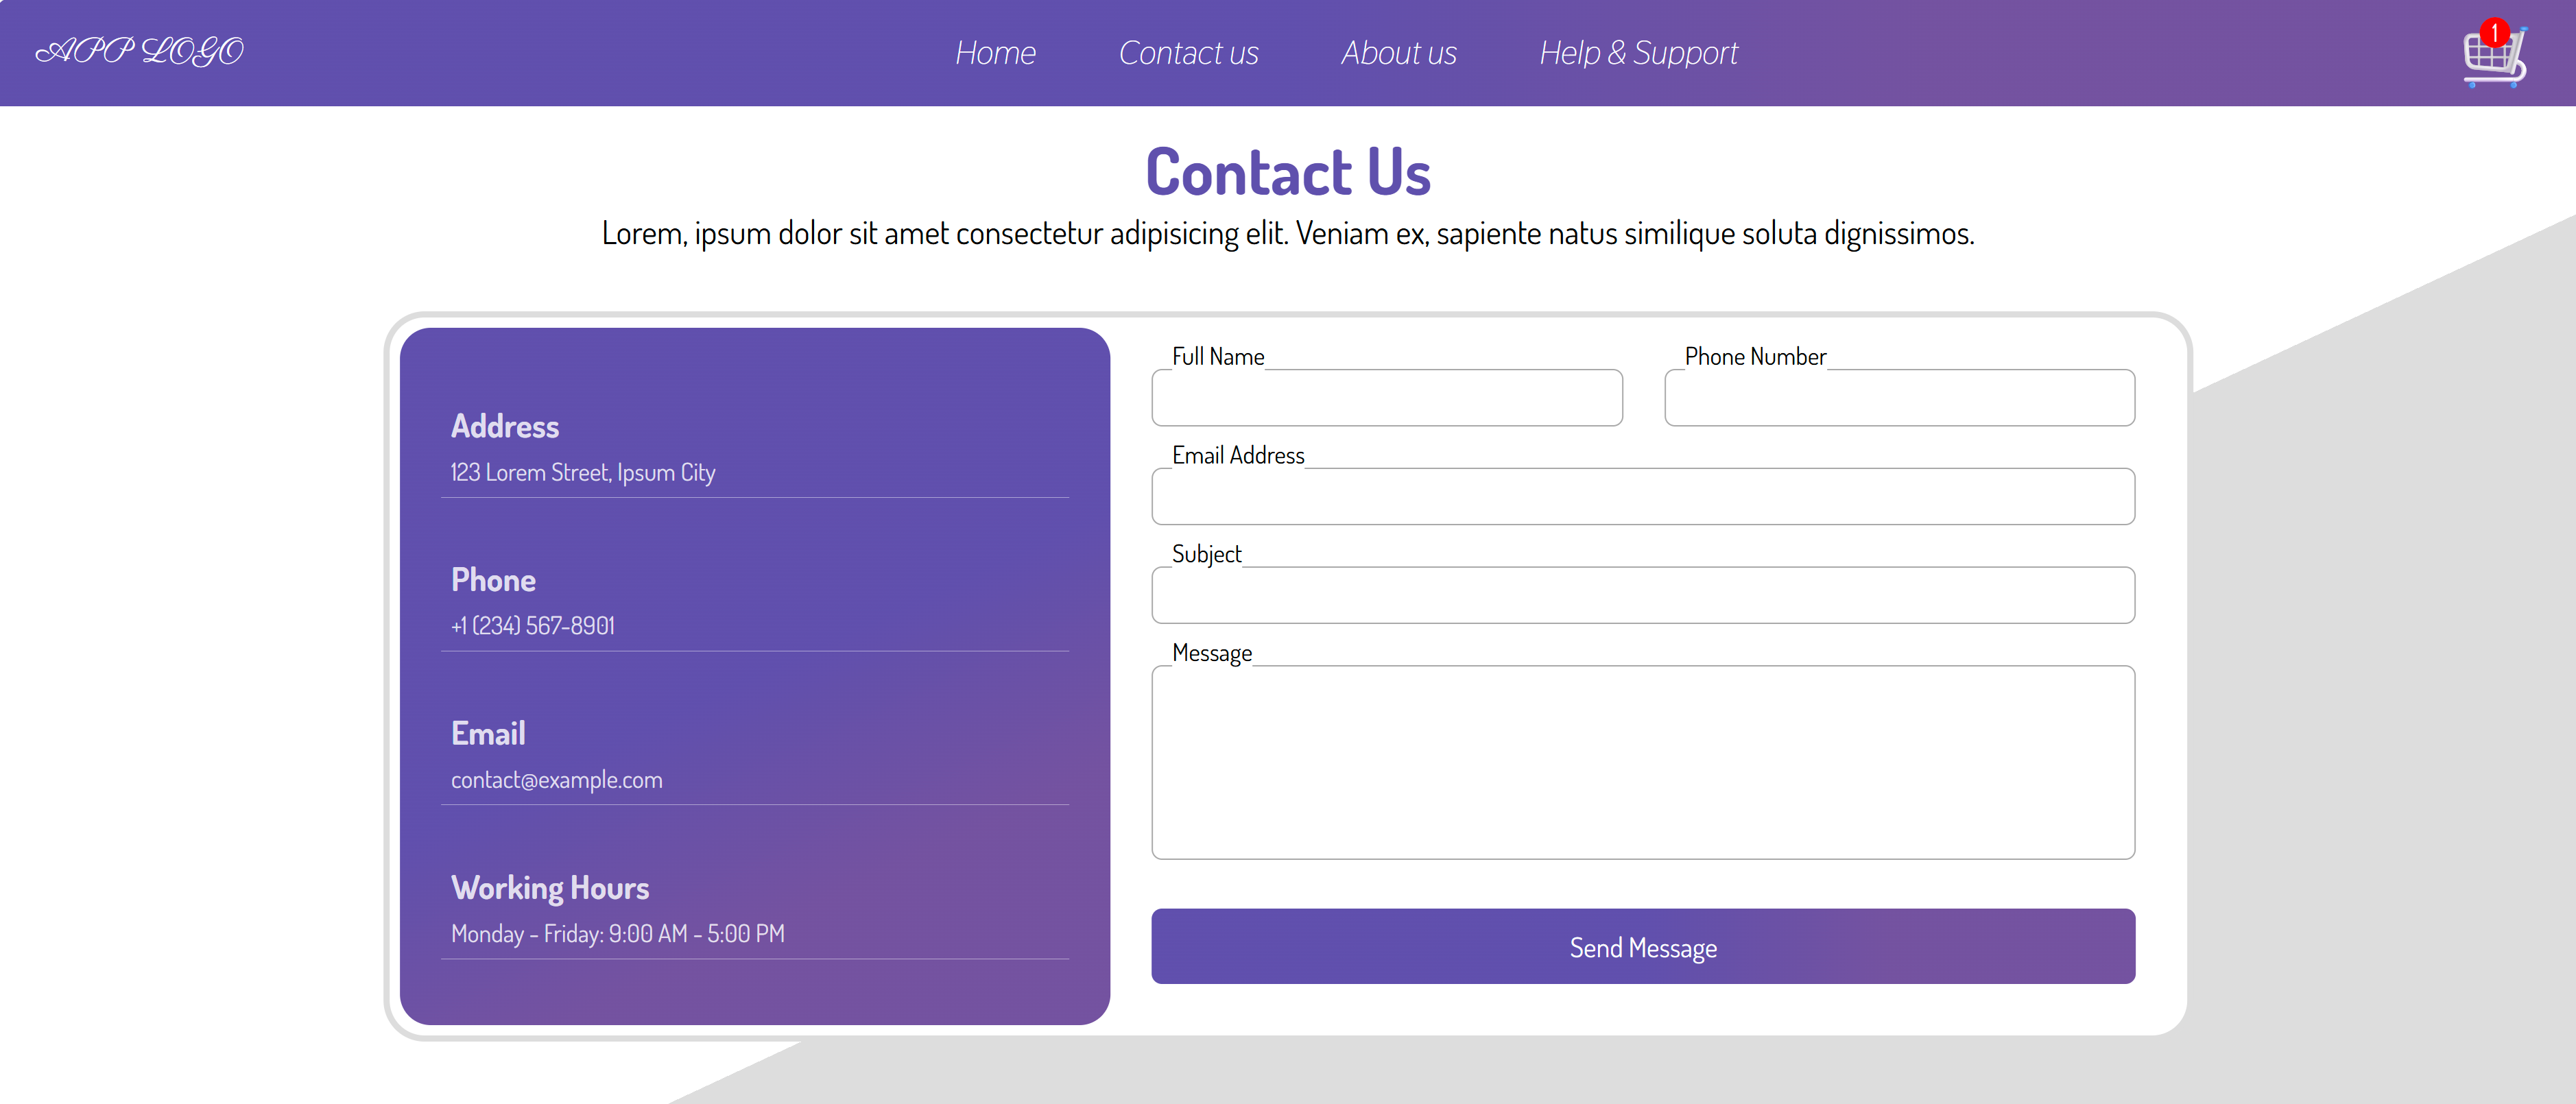 APP LOGO
Home
Contact us
About us
Help & Support
1
Contact Us
Lorem, ipsum dolor sit amet consectetur adipisicing elit. Veniam ex, sapiente natus similique soluta dignissimos.
Address
123 Lorem Street, Ipsum City
Phone
+1 (234) 567-8901
Email
contact@example.com
Working Hours
Monday - Friday: 9:00 AM - 5:00 PM
Full Name
Phone Number
Email Address
Subject
Message
Send Message